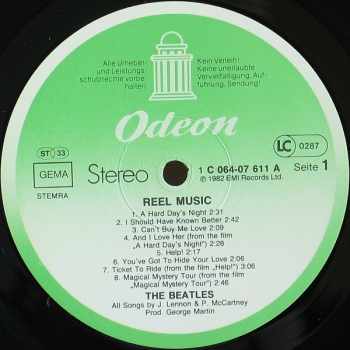 Alle Urheber-
und Leistungs-
schutzrechte vorbe-
halten.
Kein Verleih!
Keine unerlaubte
Vervielfältigung, Auf-
führung, Sendung!
Odeon
ST 33
GEMA
STEMRA
Stereo
1 C 064-07 611 A
℗ 1982 EMI Records Ltd.
LC 0287
Seite 1
REEL MUSIC
1. A Hard Day's Night 2:31
2. I Should Have Known Better 2:42
3. Can't Buy Me Love 2:09
4. And I Love Her (from the film
„A Hard Day's Night") 2:28
5. Help! 2:17
6. You've Got To Hide Your Love 2:06
7. Ticket To Ride (from the film „Help!") 3:06
8. Magical Mystery Tour (from the film
„Magical Mystery Tour") 2:46
THE BEATLES
All Songs by J. Lennon & P. McCartney
Prod. George Martin